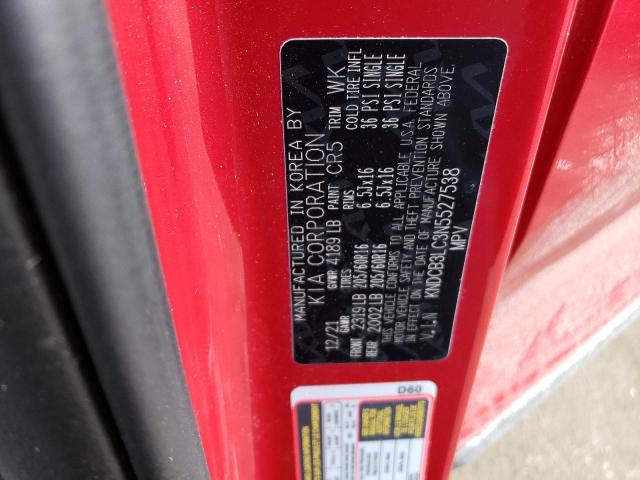 MANUFACTURED IN KOREA BY
KIA CORPORATION
12/21 GVWR 4189 LB PAINT CR5 TRIM WK
GAWR TIRES RIMS COLD TIRE INFL
FRONT 2319 LB 205/60R16 6.5Jx16 36 PSI SINGLE
REAR 2002 LB 205/60R16 6.5Jx16 36 PSI SINGLE
THIS VEHICLE CONFORMS TO ALL APPLICABLE U.S.A. FEDERAL
MOTOR VEHICLE SAFETY AND THEFT PREVENTION STANDARDS
IN EFFECT ON THE DATE OF MANUFACTURE SHOWN ABOVE.
V.I.N KNDCB3LC3N5527538
MPV
D60